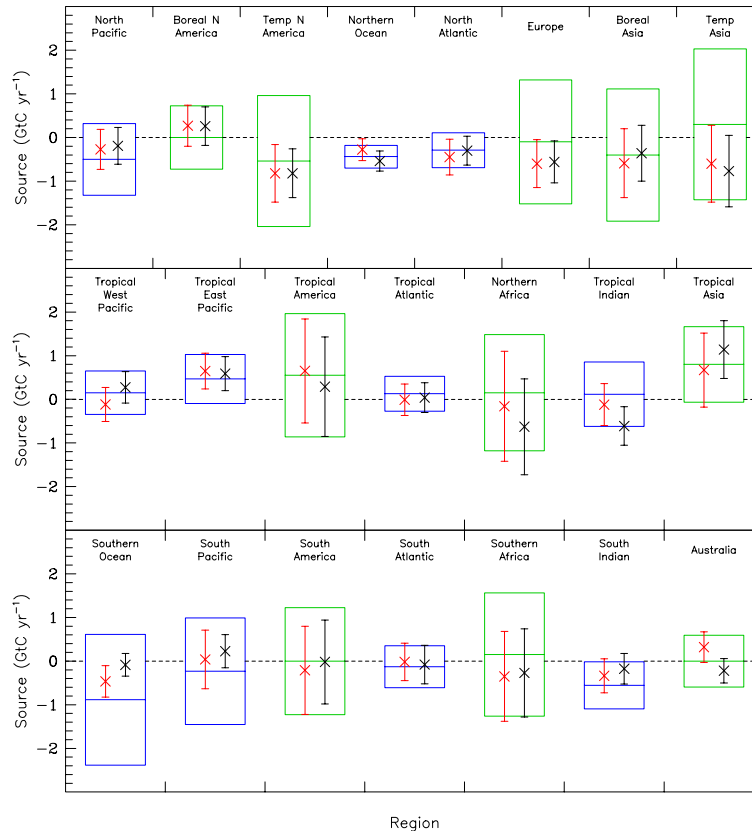 North
Pacific
Boreal N
America
Temp N
America
Northern
Ocean
North
Atlantic
Europe
Boreal
Asia
Temp
Asia
2
1
0
-1
-2
Source (GtC yr⁻¹)
Tropical
West
Pacific
Tropical
East
Pacific
Tropical
America
Tropical
Atlantic
Northern
Africa
Tropical
Indian
Tropical
Asia
2
1
0
-1
-2
Source (GtC yr⁻¹)
Southern
Ocean
South
Pacific
South
America
South
Atlantic
Southern
Africa
South
Indian
Australia
2
1
0
-1
-2
Source (GtC yr⁻¹)
Region